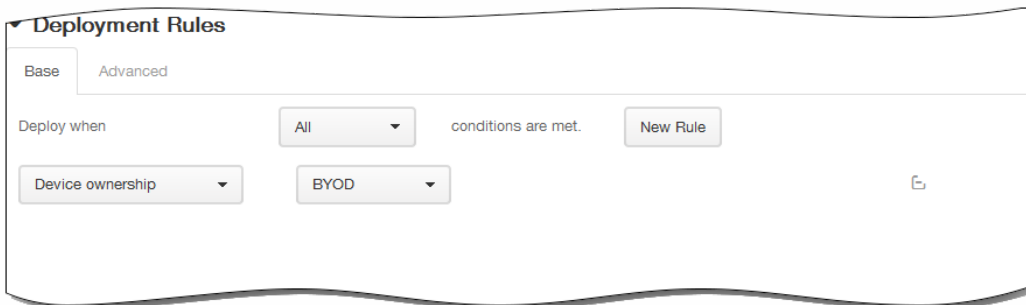 Deployment Rules
Base Advanced
Deploy when All conditions are met. New Rule
Device ownership BYOD